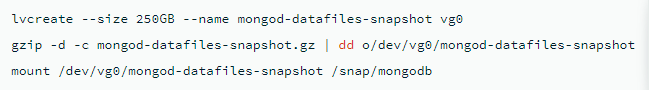 lvcreate --size 250GB --name mongod-datafiles-snapshot vg0
gzip -d -c mongod-datafiles-snapshot.gz | dd o/dev/vg0/mongod-datafiles-snapshot
mount /dev/vg0/mongod-datafiles-snapshot /snap/mongodb